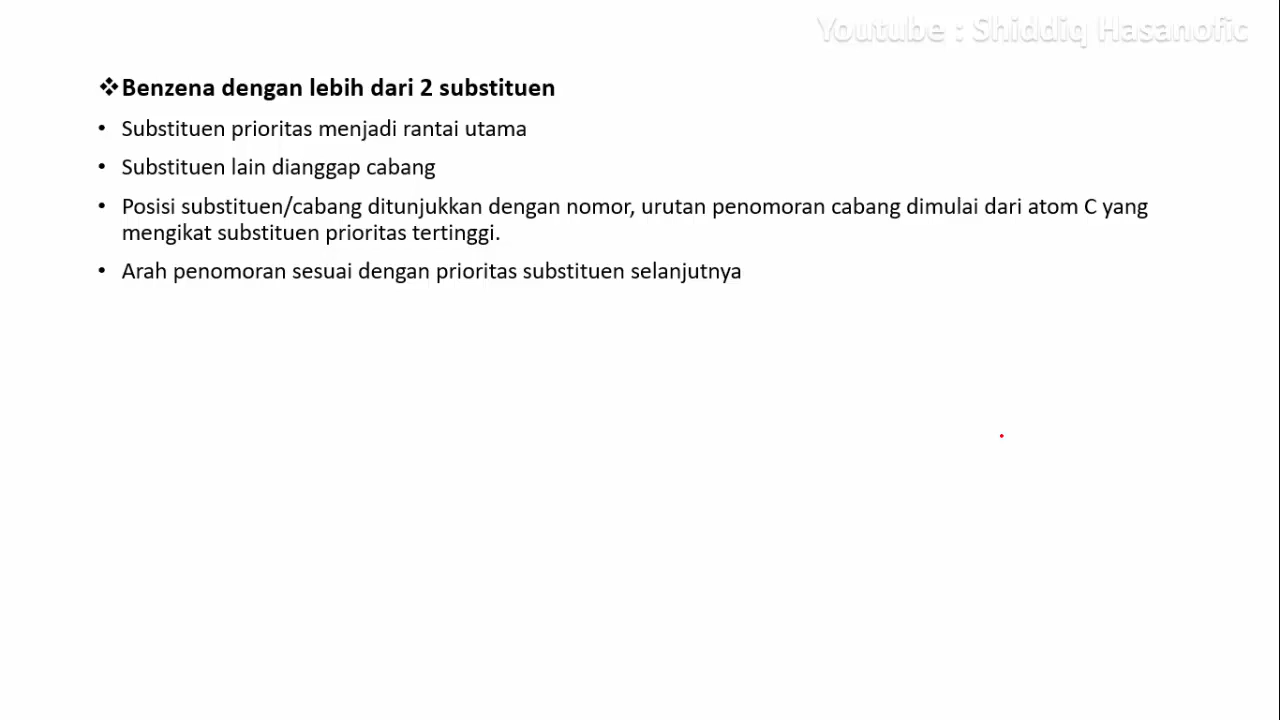 Youtube : Shiddiq Hasanofic
❖Benzena dengan lebih dari 2 substituen
• Substituen prioritas menjadi rantai utama
• Substituen lain dianggap cabang
• Posisi substituen/cabang ditunjukkan dengan nomor, urutan penomoran cabang dimulai dari atom C yang
mengikat substituen prioritas tertinggi.
• Arah penomoran sesuai dengan prioritas substituen selanjutnya